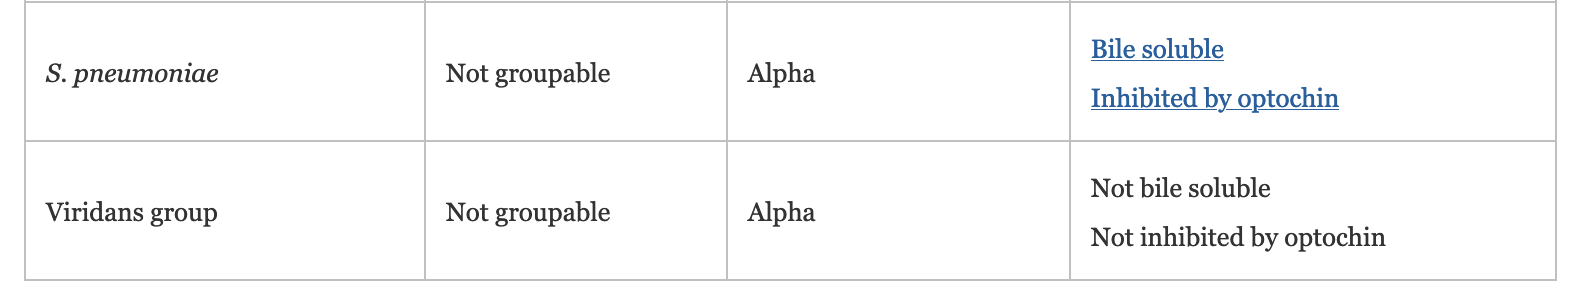 S. pneumoniae
Not groupable
Alpha
Bile soluble
Inhibited by optochin
Viridans group
Not groupable
Alpha
Not bile soluble
Not inhibited by optochin